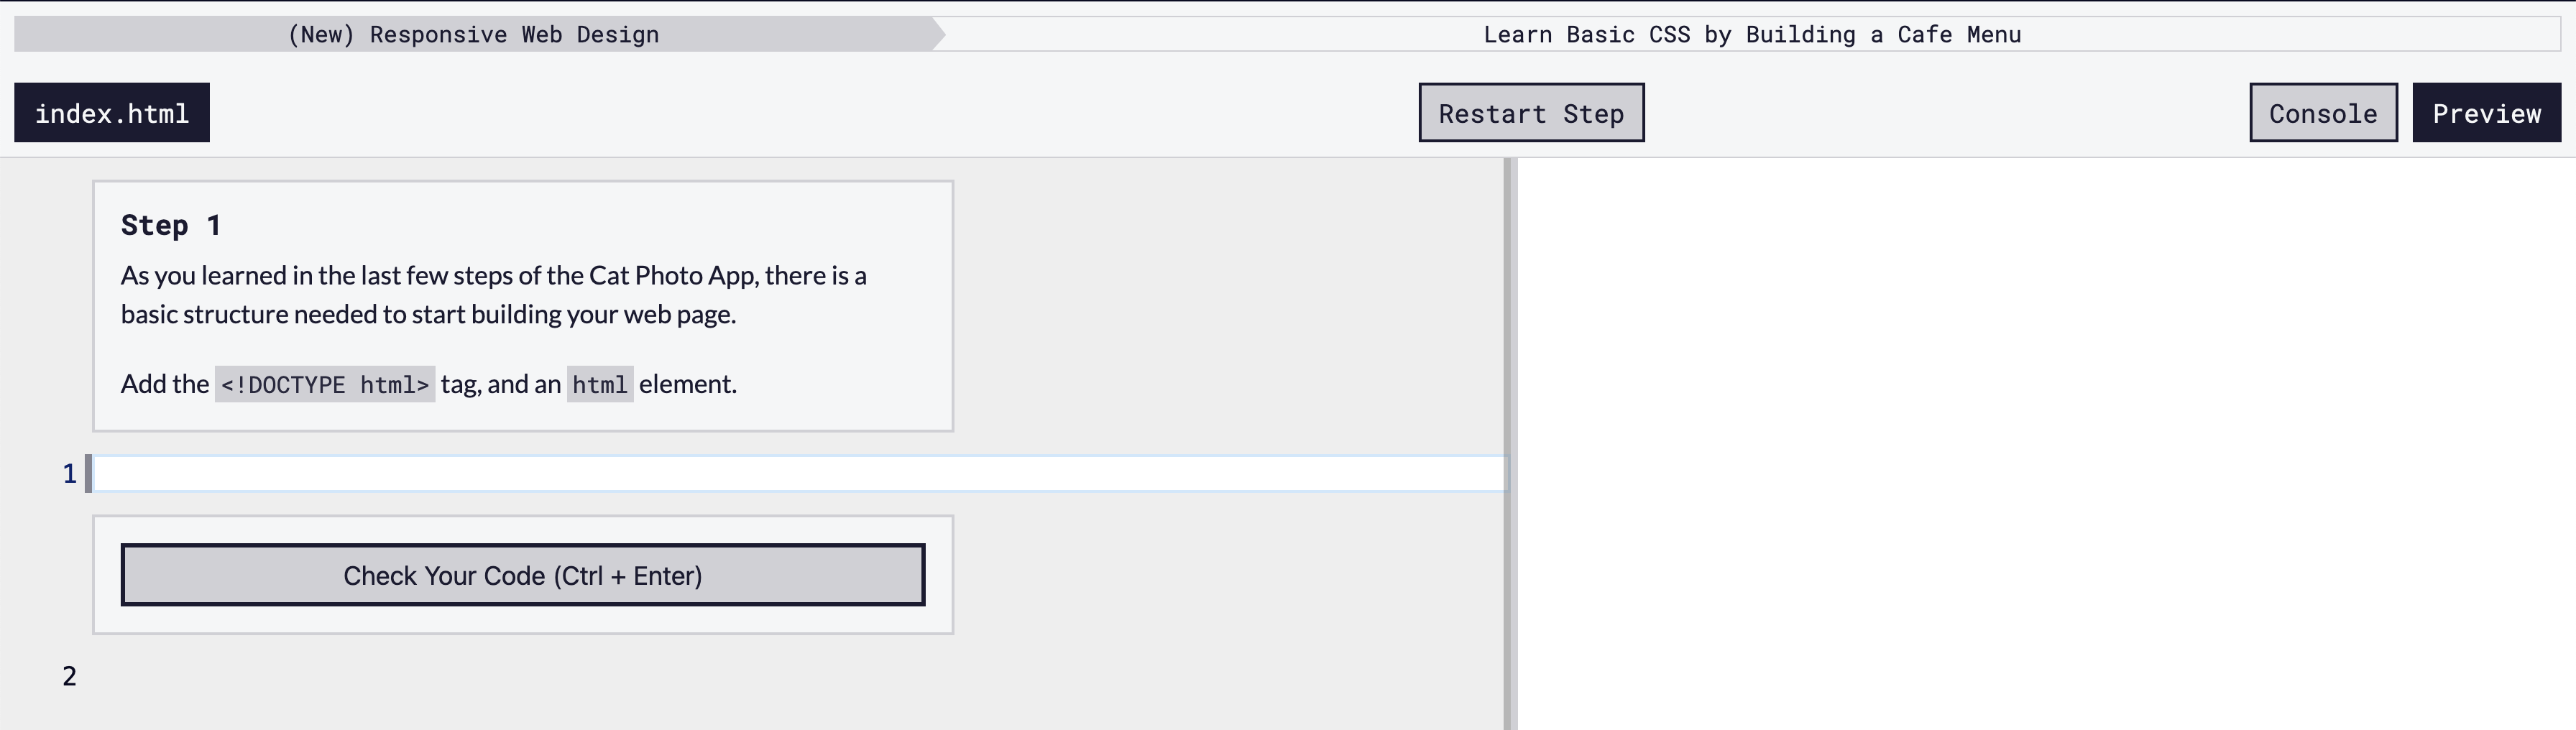 (New) Responsive Web Design
Learn Basic CSS by Building a Cafe Menu
index.html
Restart Step
Console
Preview
Step 1
As you learned in the last few steps of the Cat Photo App, there is a
basic structure needed to start building your web page.
Add the <!DOCTYPE html> tag, and an html element.
1
Check Your Code (Ctrl + Enter)
2